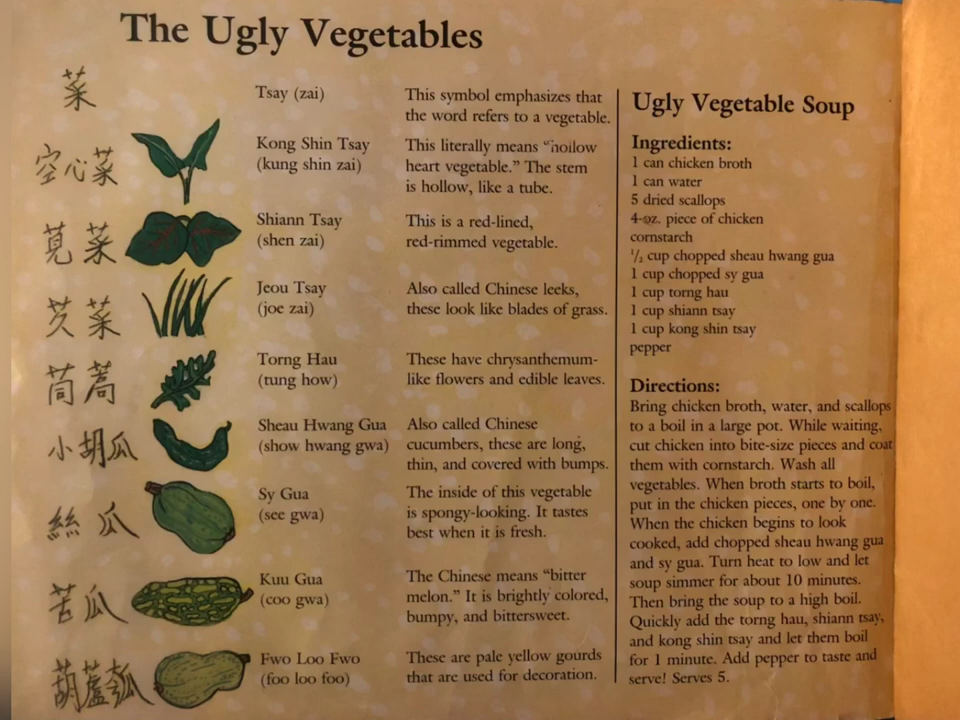 The Ugly Vegetables
菜
Tsay (zai)
This symbol emphasizes that
the word refers to a vegetable.
空心菜
Kong Shin Tsay
(kung shin zai)
This literally means “hollow
heart vegetable.” The stem
is hollow, like a tube.
莧菜
Shiann Tsay
(shen zai)
This is a red-lined,
red-rimmed vegetable.
菜
Jeou Tsay
(joe zai)
Also called Chinese leeks,
these look like blades of grass.
茼蒿
Torng Hau
(tung how)
These have chrysanthemum-
like flowers and edible leaves.
小胡瓜
Sheau Hwang Gua
(show hwang gwa)
Also called Chinese
cucumbers, these are long,
thin, and covered with bumps.
絲瓜
Sy Gua
(see gwa)
The inside of this vegetable
is spongy-looking. It tastes
best when it is fresh.
苦瓜
Kuu Gua
(coo gwa)
The Chinese means “bitter
melon.” It is brightly colored,
bumpy, and bittersweet.
葫蘆瓠
Fwo Loo Fwo
(foo loo foo)
These are pale yellow gourds
that are used for decoration.
Ugly Vegetable Soup
Ingredients:
1 can chicken broth
1 can water
5 dried scallops
4-oz. piece of chicken
cornstarch
1/2 cup chopped sheau hwang gua
1 cup chopped sy gua
1 cup torng hau
1 cup shiann tsay
1 cup kong shin tsay
pepper
Directions:
Bring chicken broth, water, and scallops
to a boil in a large pot. While waiting,
cut chicken into bite-size pieces and coat
them with cornstarch. Wash all
vegetables. When broth starts to boil,
put in the chicken pieces, one by one.
When the chicken begins to look
cooked, add chopped sheau hwang gua
and sy gua. Turn heat to low and let
soup simmer for about 10 minutes.
Then bring the soup to a high boil.
Quickly add the torng hau, shiann tsay,
and kong shin tsay and let them boil
for 1 minute. Add pepper to taste and
serve! Serves 5.